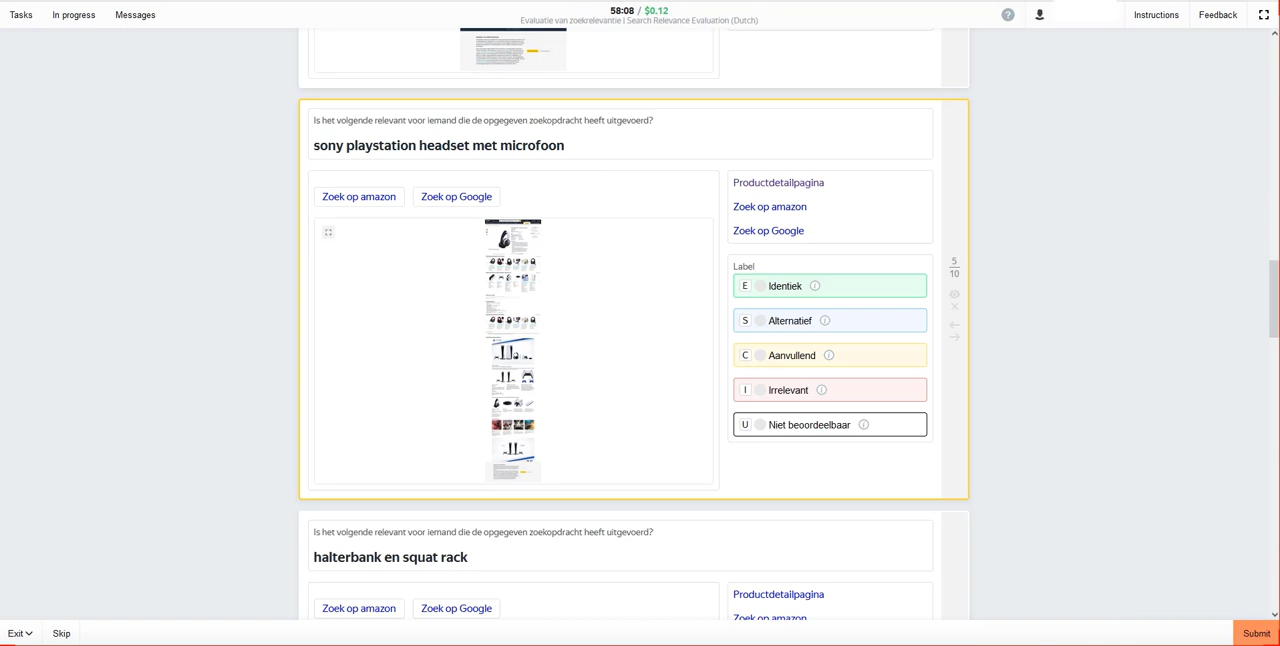 Tasks In progress Messages 58:08 / $0.12 ? Instructions Feedback
Evaluatie van zoekrelevantie | Search Relevance Evaluation (Dutch)
Is het volgende relevant voor iemand die de opgegeven zoekopdracht heeft uitgevoerd?
sony playstation headset met microfoon
Zoek op amazon Zoek op Google
Productdetailpagina
Zoek op amazon
Zoek op Google
Label
E Identiek
S Alternatief
C Aanvullend
I Irrelevant
U Niet beoordeelbaar
5
10
Is het volgende relevant voor iemand die de opgegeven zoekopdracht heeft uitgevoerd?
halterbank en squat rack
Zoek op amazon Zoek op Google
Productdetailpagina
Zoek op amazon
Exit Skip Submit